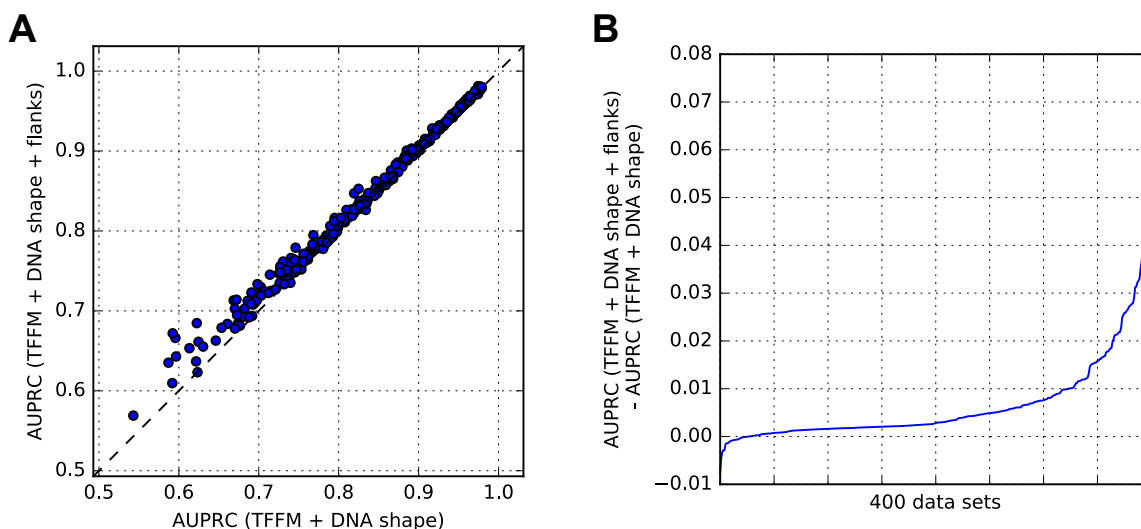 A
AUPRC (TFFM + DNA shape + flanks)
1.0
0.9
0.8
0.7
0.6
0.5
0.5 0.6 0.7 0.8 0.9 1.0
AUPRC (TFFM + DNA shape)
B
AUPRC (TFFM + DNA shape + flanks)
- AUPRC (TFFM + DNA shape)
0.08
0.07
0.06
0.05
0.04
0.03
0.02
0.01
0.00
−0.01
400 data sets